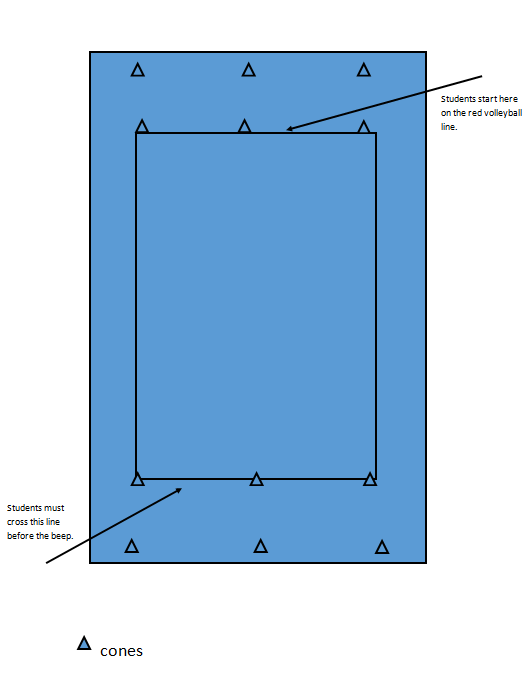 Students start here
on the red volleyball
line.
Students must
cross this line
before the beep.
cones